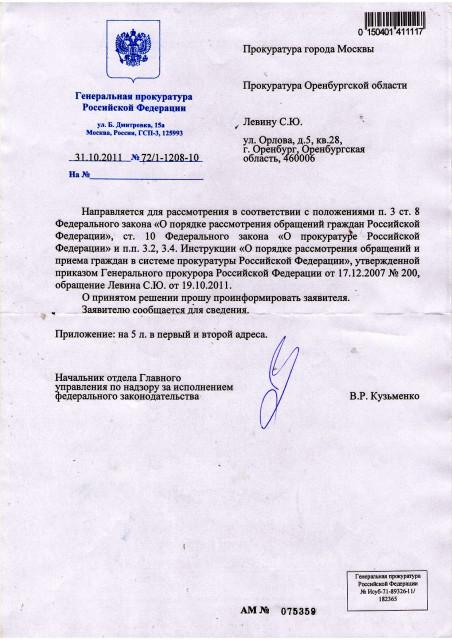 0 150401 411117
Генеральная прокуратура
Российской Федерации
ул. Б. Дмитровка, 15а
Москва, Россия, ГСП-3, 125993
31.10.2011 № 72/1-1208-10
На №
Прокуратура города Москвы
Прокуратура Оренбургской области
Левину С.Ю.
ул. Орлова, д.5, кв.28,
г. Оренбург, Оренбургская
область, 460006
Направляется для рассмотрения в соответствии с положениями п. 3 ст. 8
Федерального закона «О порядке рассмотрения обращений граждан Российской
Федерации», ст. 10 Федерального закона «О прокуратуре Российской
Федерации» и п.п. 3.2, 3.4. Инструкции «О порядке рассмотрения обращений и
приема граждан в системе прокуратуры Российской Федерации», утвержденной
приказом Генерального прокурора Российской Федерации от 17.12.2007 № 200,
обращение Левина С.Ю. от 19.10.2011.
О принятом решении прошу проинформировать заявителя.
Заявителю сообщается для сведения.
Приложение: на 5 л. в первый и второй адреса.
Начальник отдела Главного
управления по надзору за исполнением
федерального законодательства
В.Р. Кузьменко
Генеральная прокуратура
Российской Федерации
№ Исуб-71-89326-11/
182365
АМ № 075359